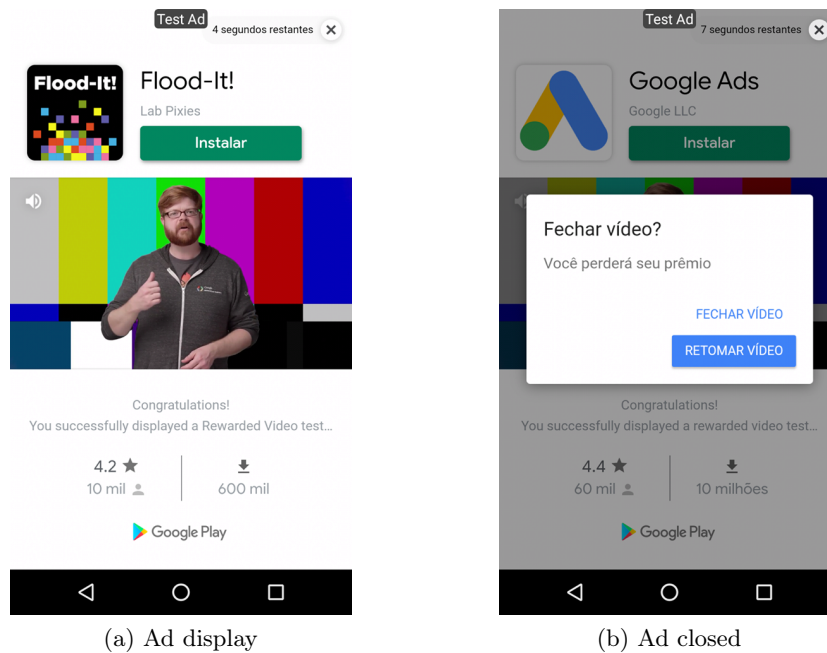 Test Ad
4 segundos restantes
Flood-It!
Flood-It!
Lab Pixies
Instalar
Congratulations!
You successfully displayed a Rewarded Video test...
4.2
10 mil
600 mil
Google Play
(a) Ad display
Test Ad
7 segundos restantes
Google Ads
Google LLC
Instalar
Fechar vídeo?
Você perderá seu prêmio
FECHAR VÍDEO
RETOMAR VÍDEO
Congratulations!
You successfully displayed a rewarded video test...
4.4
60 mil
10 milhões
Google Play
(b) Ad closed